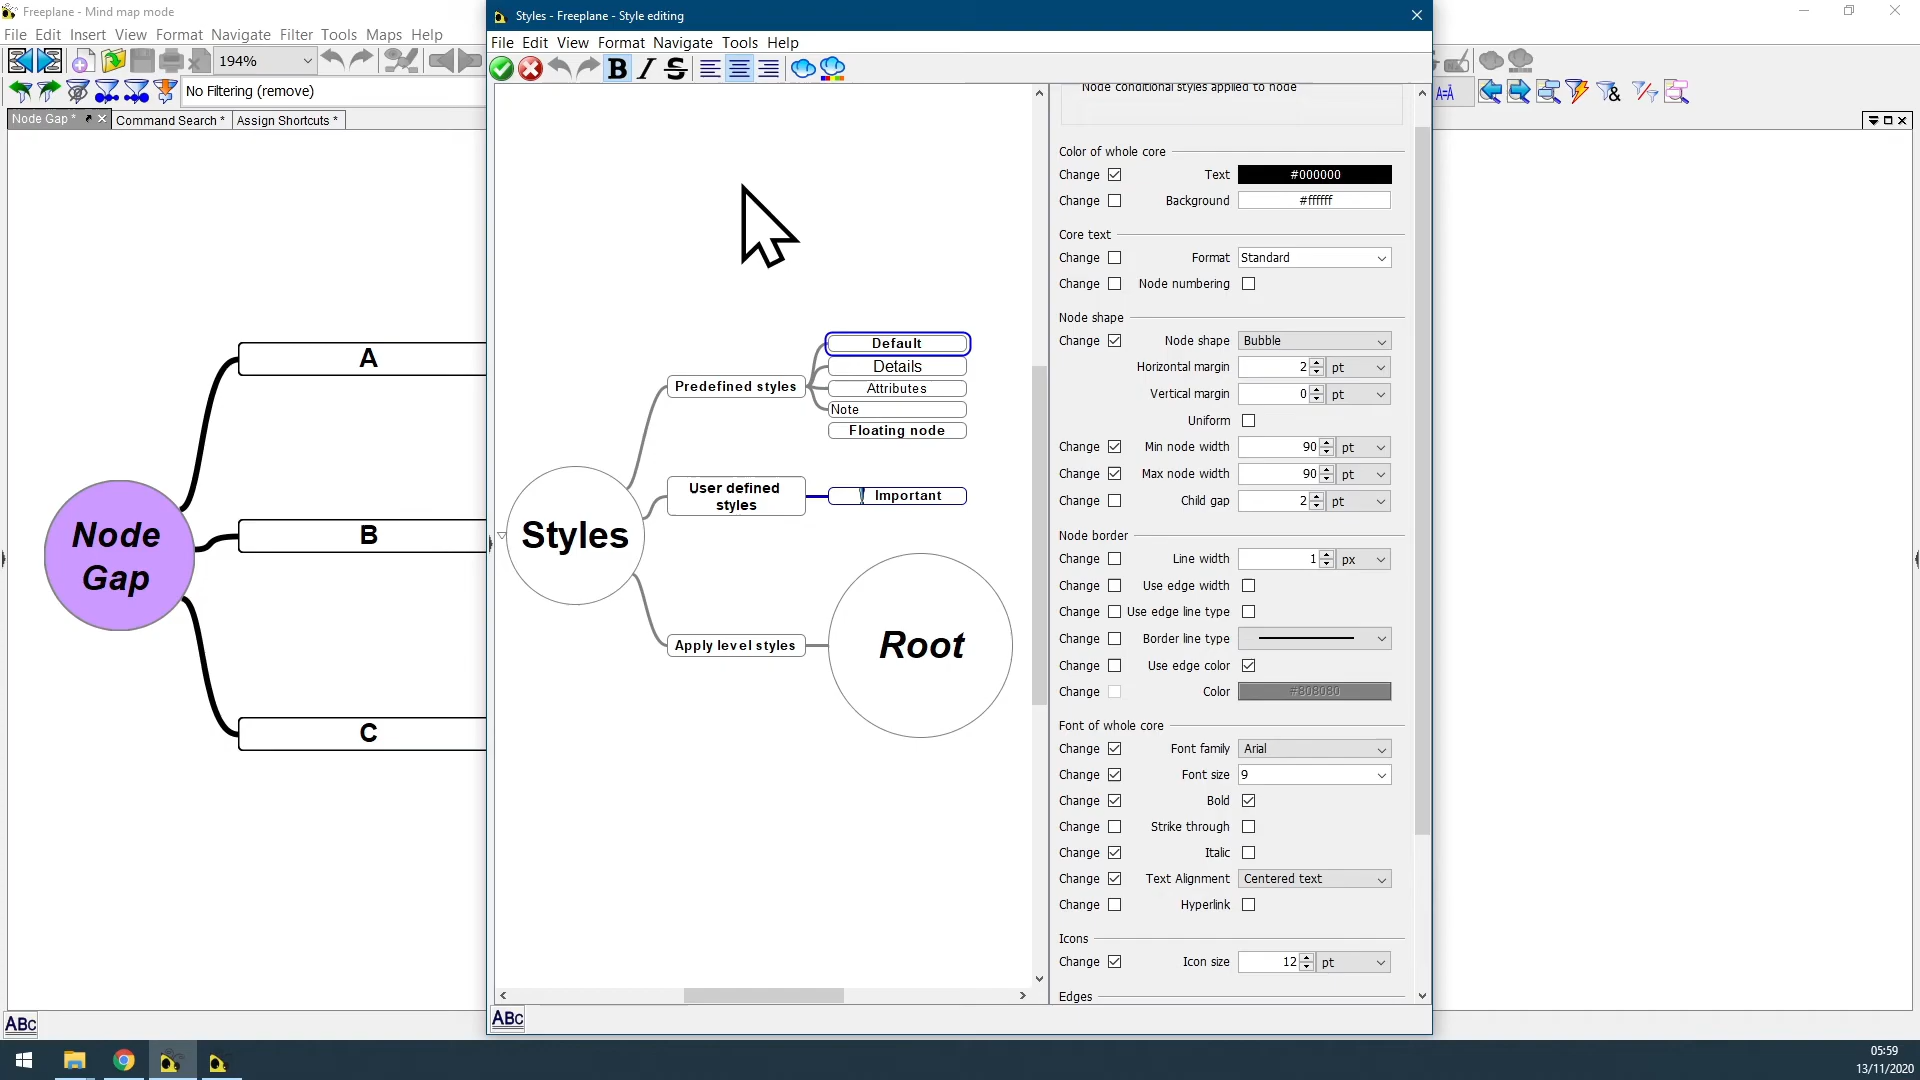 Freeplane - Mind map mode
File Edit Insert View Format Navigate Filter Tools Maps Help
194%
No Filtering (remove)
Node Gap *
Command Search *
Assign Shortcuts *
A
B
C
Node
Gap
ABC
Styles - Freeplane - Style editing
File Edit View Format Navigate Tools Help
B I S
Default
Details
Predefined styles
Attributes
Note
Floating node
User defined
styles
Important
Styles
Apply level styles
Root
ABC
Node conditional styles applied to node
Color of whole core
Change Text #000000
Change Background #ffffff
Core text
Change Format Standard
Change Node numbering
Node shape
Change Node shape Bubble
Horizontal margin 2 pt
Vertical margin 0 pt
Uniform
Change Min node width 90 pt
Change Max node width 90 pt
Change Child gap 2 pt
Node border
Change Line width 1 px
Change Use edge width
Change Use edge line type
Change Border line type
Change Use edge color
Change Color #808080
Font of whole core
Change Font family Arial
Change Font size 9
Change Bold
Change Strike through
Change Italic
Change Text Alignment Centered text
Change Hyperlink
Icons
Change Icon size 12 pt
Edges
A=Á
&
05:59
13/11/2020